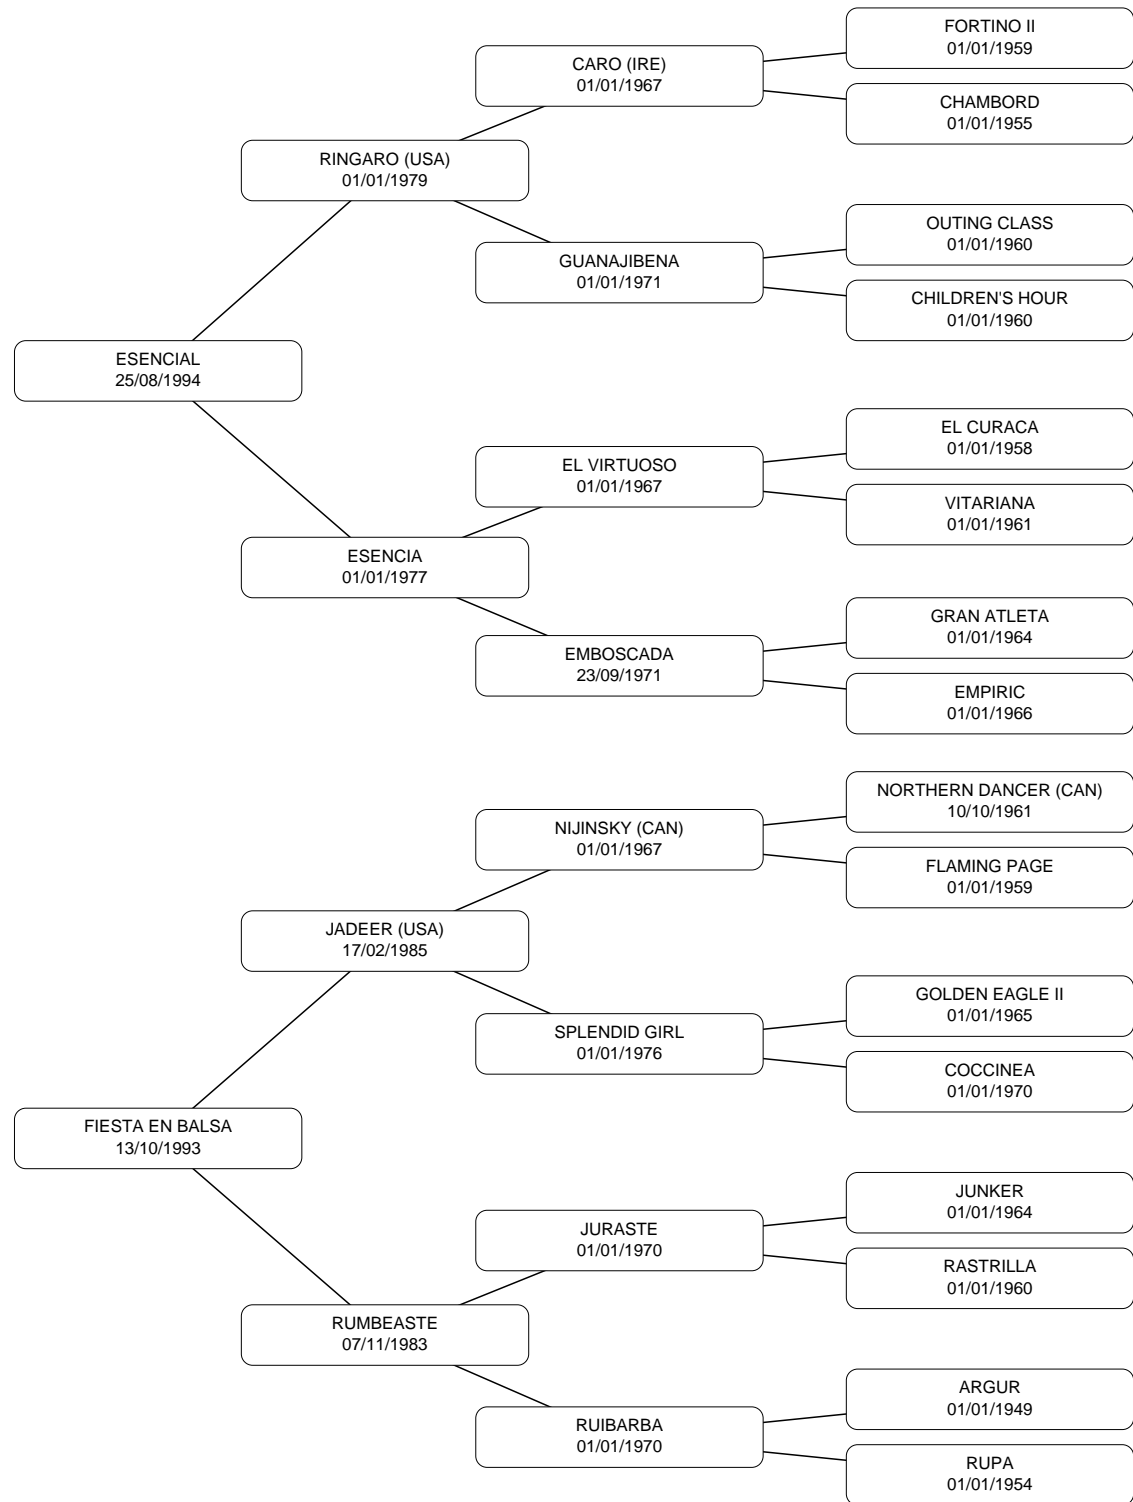 FORTINO II
01/01/1959
CARO (IRE)
01/01/1967
CHAMBORD
01/01/1955
RINGARO (USA)
01/01/1979
OUTING CLASS
01/01/1960
GUANAJIBENA
01/01/1971
CHILDREN'S HOUR
01/01/1960
ESENCIAL
25/08/1994
EL CURACA
01/01/1958
EL VIRTUOSO
01/01/1967
VITARIANA
01/01/1961
ESENCIA
01/01/1977
GRAN ATLETA
01/01/1964
EMBOSCADA
23/09/1971
EMPIRIC
01/01/1966
NORTHERN DANCER (CAN)
10/10/1961
NIJINSKY (CAN)
01/01/1967
FLAMING PAGE
01/01/1959
JADEER (USA)
17/02/1985
GOLDEN EAGLE II
01/01/1965
SPLENDID GIRL
01/01/1976
COCCINEA
01/01/1970
FIESTA EN BALSA
13/10/1993
JUNKER
01/01/1964
JURASTE
01/01/1970
RASTRILLA
01/01/1960
RUMBEASTE
07/11/1983
ARGUR
01/01/1949
RUIBARBA
01/01/1970
RUPA
01/01/1954